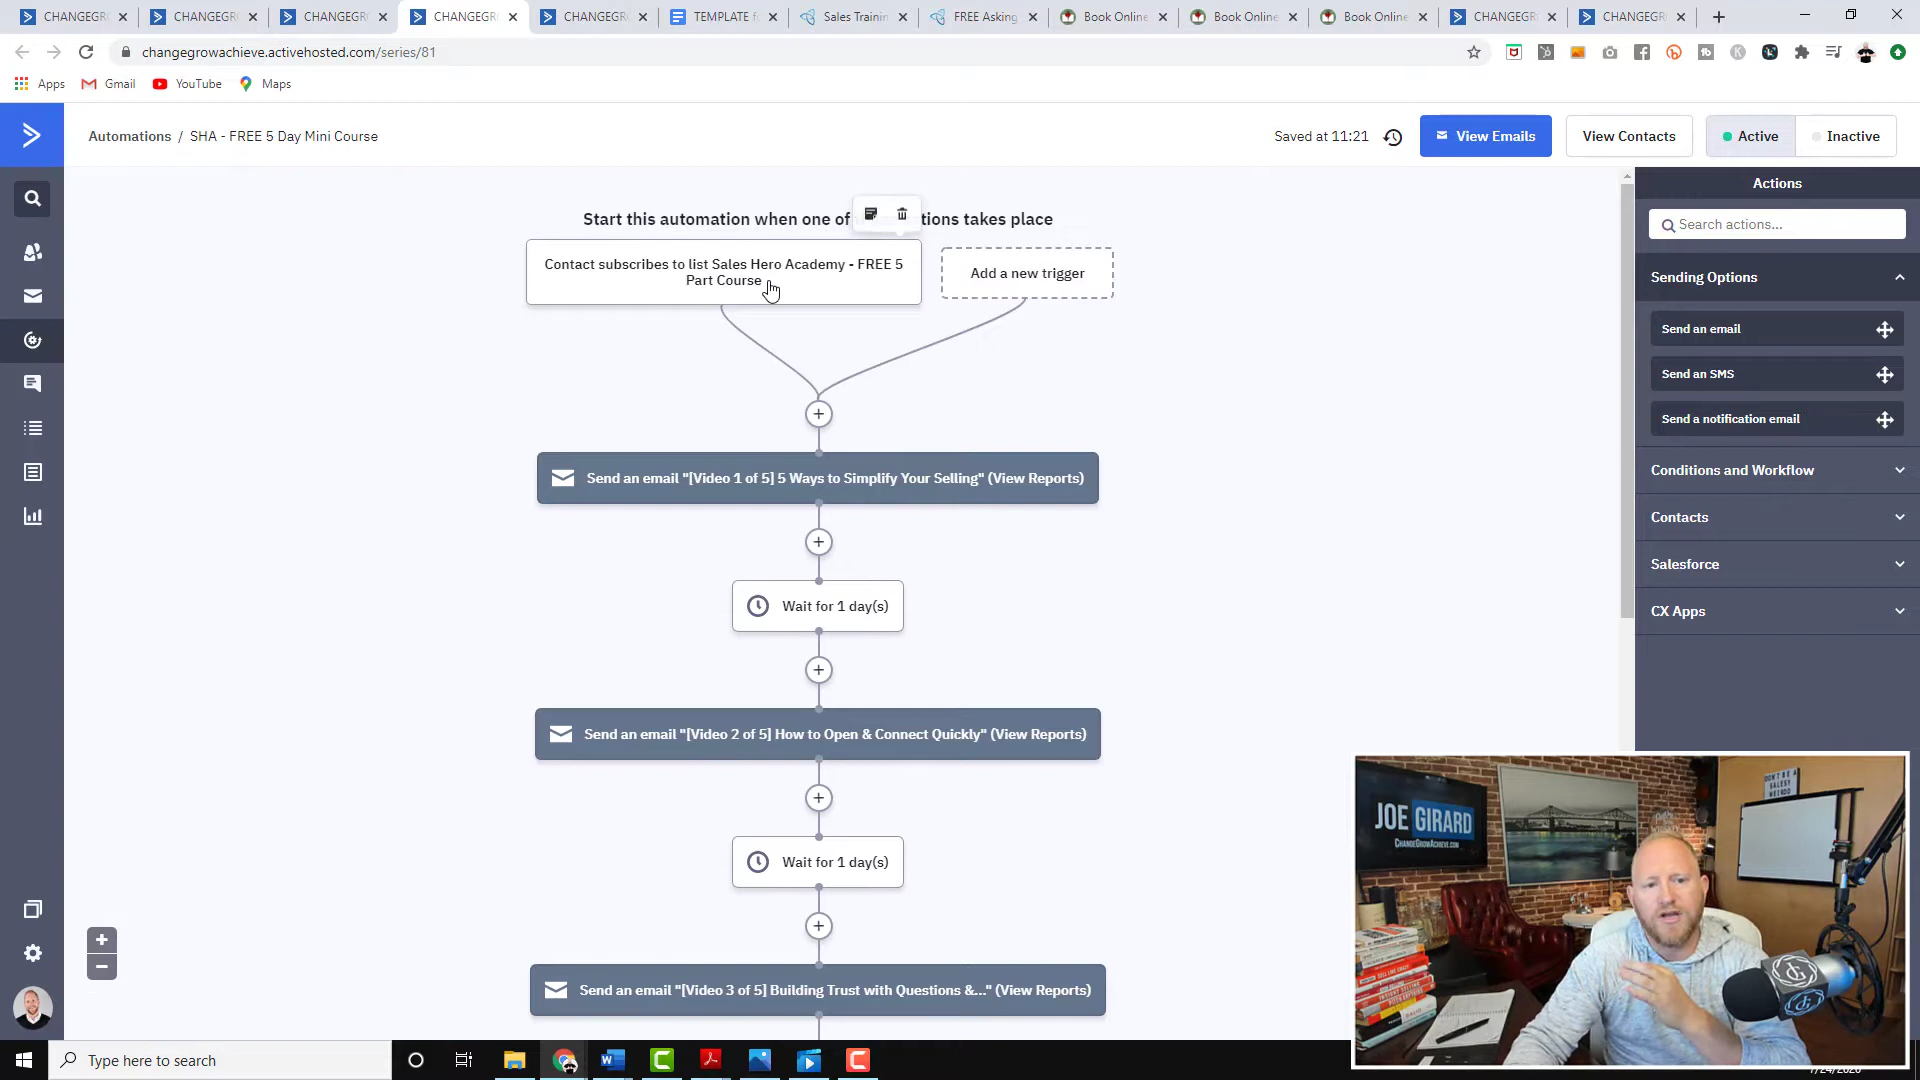 CHANGEGR
CHANGEGR
CHANGEGR
CHANGEGR
CHANGEGR
TEMPLATE fo
Sales Trainin
FREE Asking
Book Online
Book Online
Book Online
CHANGEGR
CHANGEGR
changegrowachieve.activehosted.com/series/81
Apps
Gmail
YouTube
Maps
Automations / SHA - FREE 5 Day Mini Course
Saved at 11:21
View Emails
View Contacts
Active
Inactive
Start this automation when one of
tions takes place
Contact subscribes to list Sales Hero Academy - FREE 5
Part Course
Add a new trigger
Send an email "[Video 1 of 5] 5 Ways to Simplify Your Selling" (View Reports)
Wait for 1 day(s)
Send an email "[Video 2 of 5] How to Open & Connect Quickly" (View Reports)
Wait for 1 day(s)
Send an email "[Video 3 of 5] Building Trust with Questions &..." (View Reports)
Actions
Search actions...
Sending Options
Send an email
Send an SMS
Send a notification email
Conditions and Workflow
Contacts
Salesforce
CX Apps
JOE GIRARD
CHANGEGROWACHIEVE.COM
DON'T BE A
SALESY
WEIRDO
Type here to search